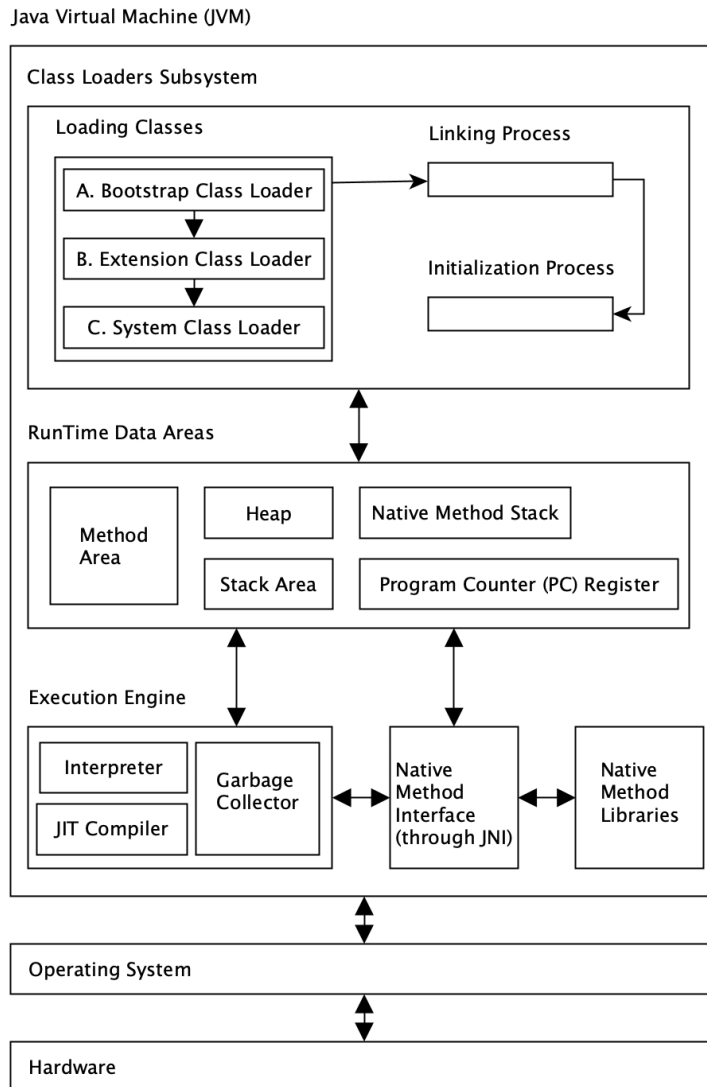 Java Virtual Machine (JVM)
Class Loaders Subsystem
Loading Classes
A. Bootstrap Class Loader
B. Extension Class Loader
C. System Class Loader
Linking Process
Initialization Process
RunTime Data Areas
Method
Area
Heap
Native Method Stack
Stack Area
Program Counter (PC) Register
Execution Engine
Interpreter
JIT Compiler
Garbage
Collector
Native
Method
Interface
(through JNI)
Native
Method
Libraries
Operating System
Hardware